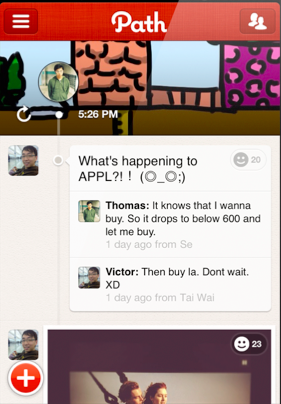 Path
5:26 PM
What's happening to
APPL?!！ (◎_◎;)
20
Thomas: It knows that I wanna
buy. So it drops to below 600 and
let me buy.
1 day ago from Se
Victor: Then buy la. Dont wait.
XD
1 day ago from Tai Wai
23